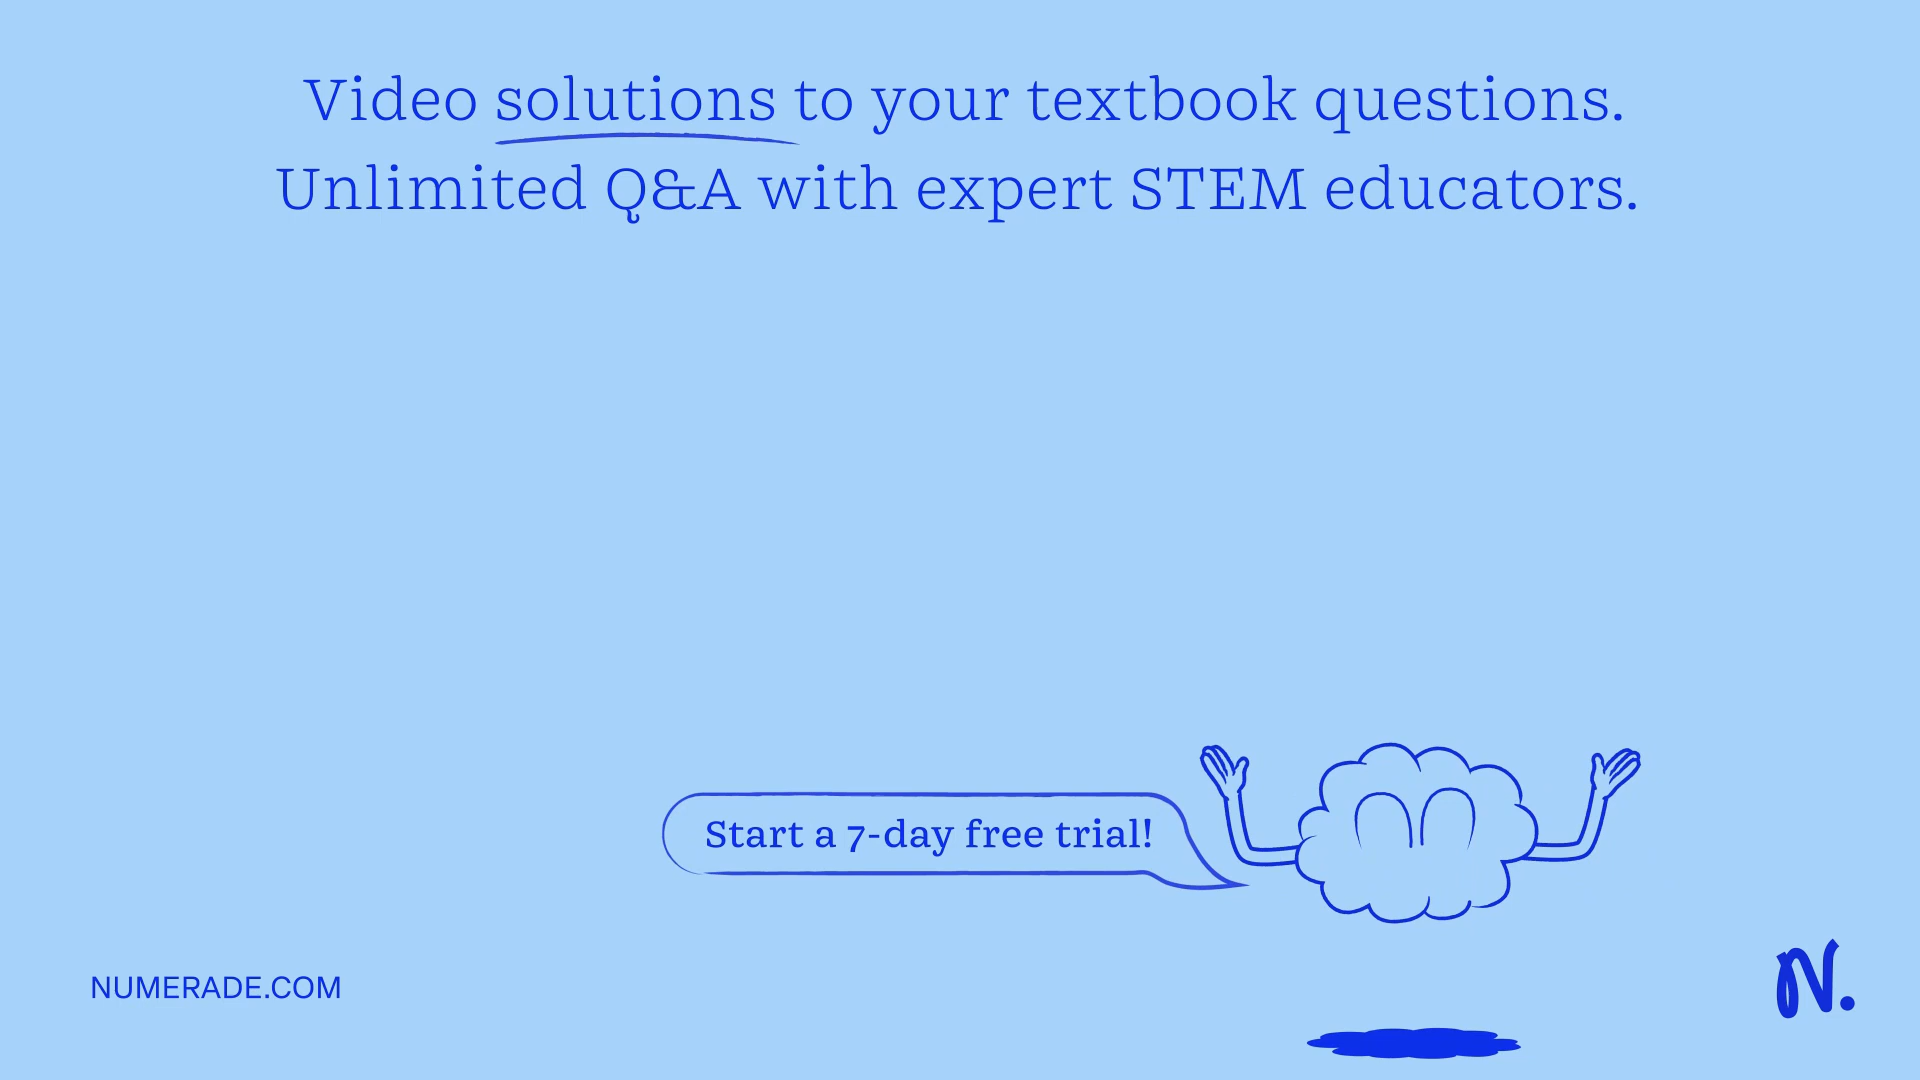 Video solutions to your textbook questions.
Unlimited Q&A with expert STEM educators.
Start a 7-day free trial!
NUMERADE.COM
N.